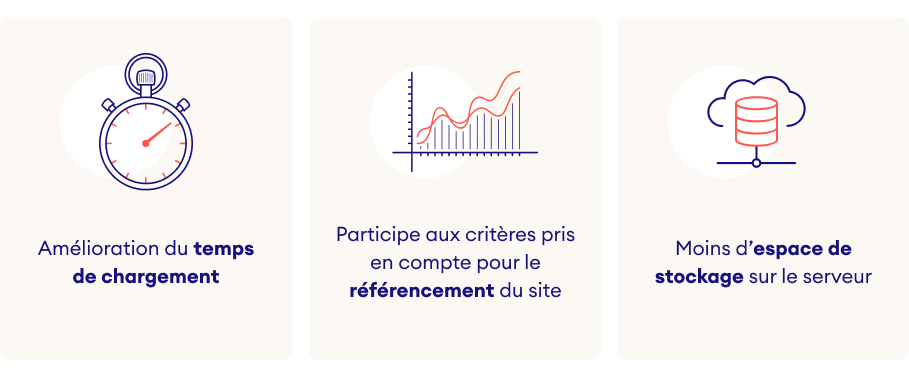 Amélioration du temps
de chargement
Participe aux critères pris
en compte pour le
référencement du site
Moins d’espace de
stockage sur le serveur